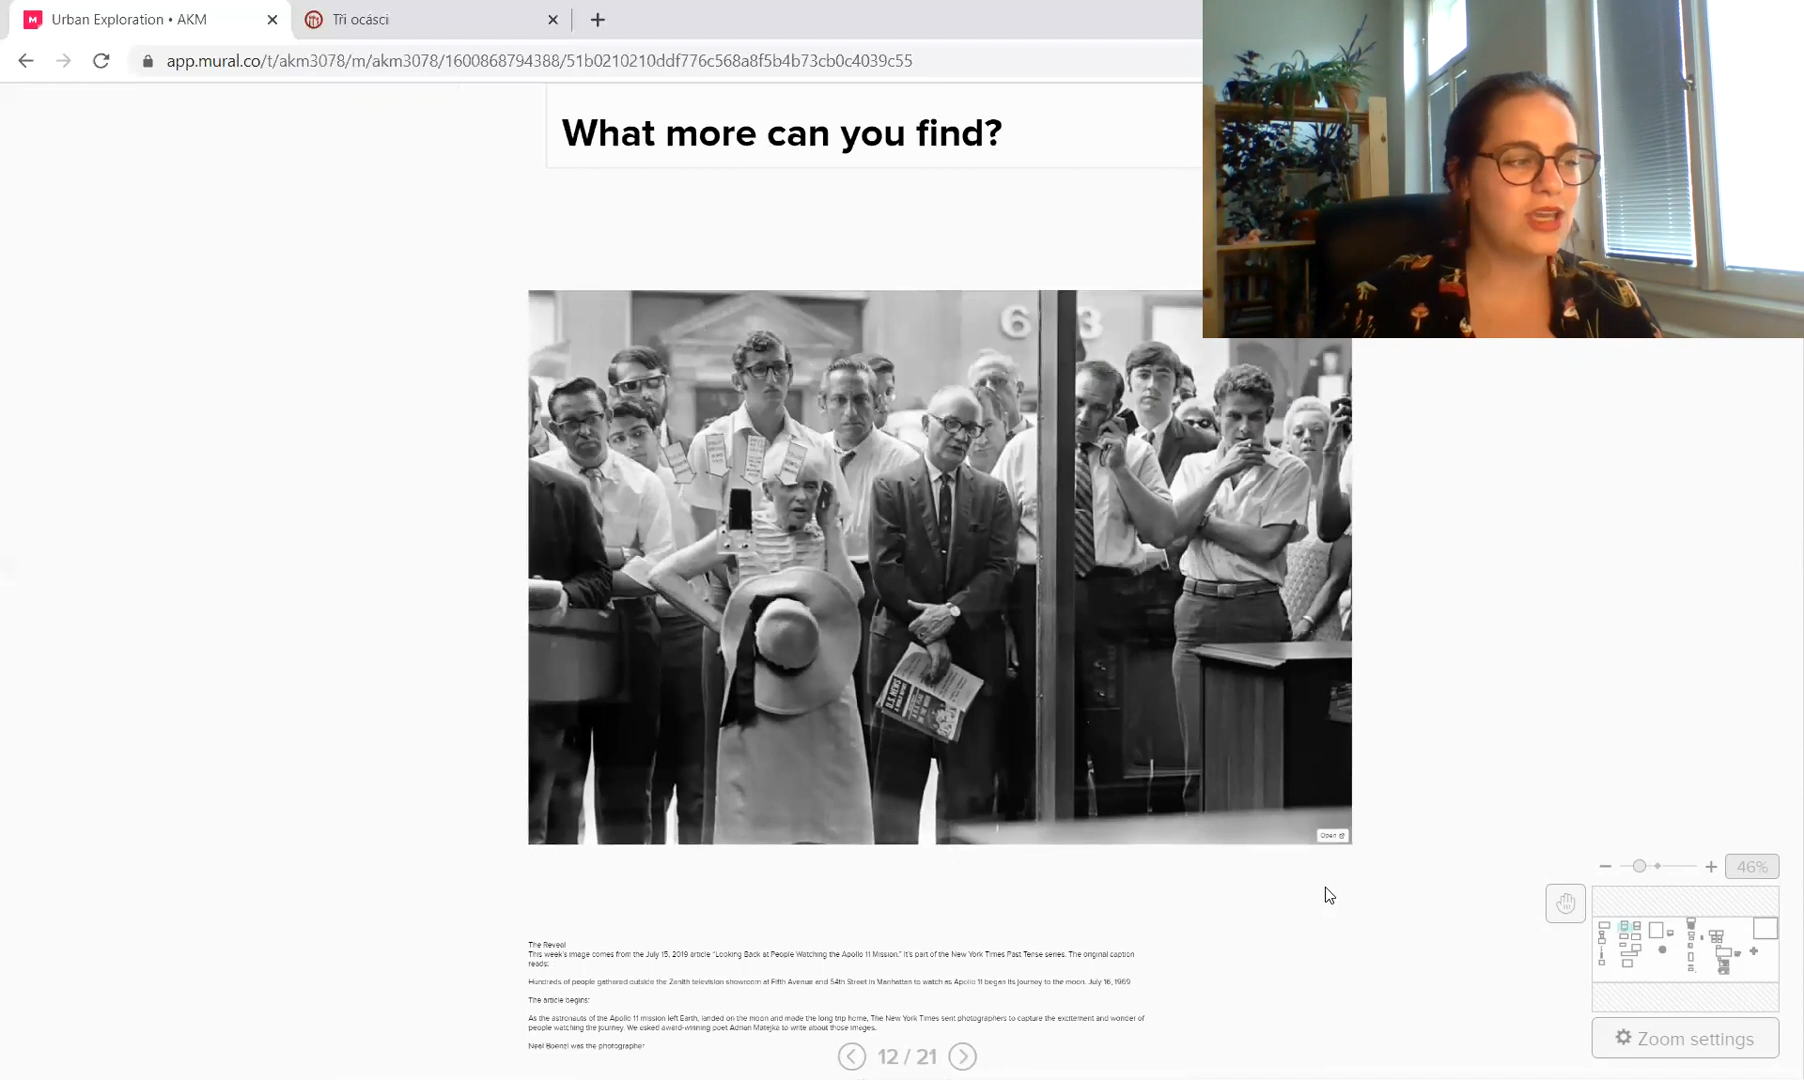 Urban Exploration • AKM
Tři ocásci
app.mural.co/t/akm3078/m/akm3078/1600868794388/51b0210210ddf776c568a8f5b4b73cb0c4039c55
What more can you find?
6 3
U.S. NEWS
Open
46%
The Reveal
This week's image comes from the July 15, 2019 article "Looking Back at People Watching the Apollo 11 Mission." It's part of the New York Times Past Tense series. The original caption
reads:
Hundreds of people gathered outside the Zenith television showroom at Fifth Avenue and 54th Street in Manhattan to watch as Apollo 11 began its journey to the moon. July 16, 1969
The article begins:
As the astronauts of the Apollo 11 mission left Earth, landed on the moon and made the long trip home, The New York Times sent photographers to capture the excitement and wonder of
people watching the journey. We asked award-winning poet Adrian Matejka to write about those images.
Neal Boenzi was the photographer
12 / 21
Zoom settings